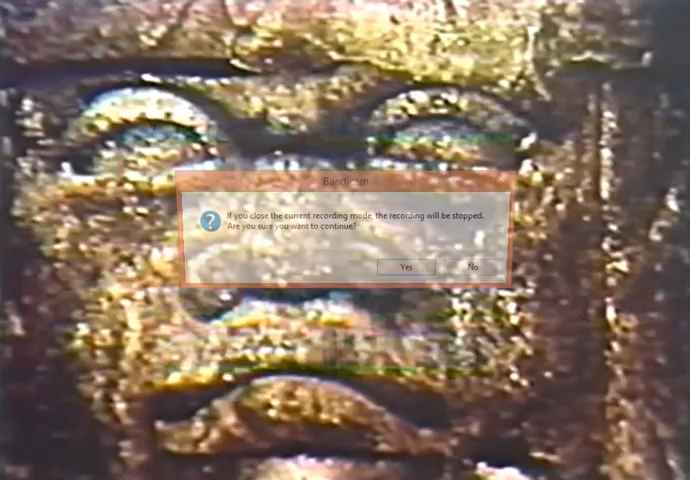 Bandicam
If you close the current recording mode, the recording will be stopped.
Are you sure you want to continue?
Yes
No